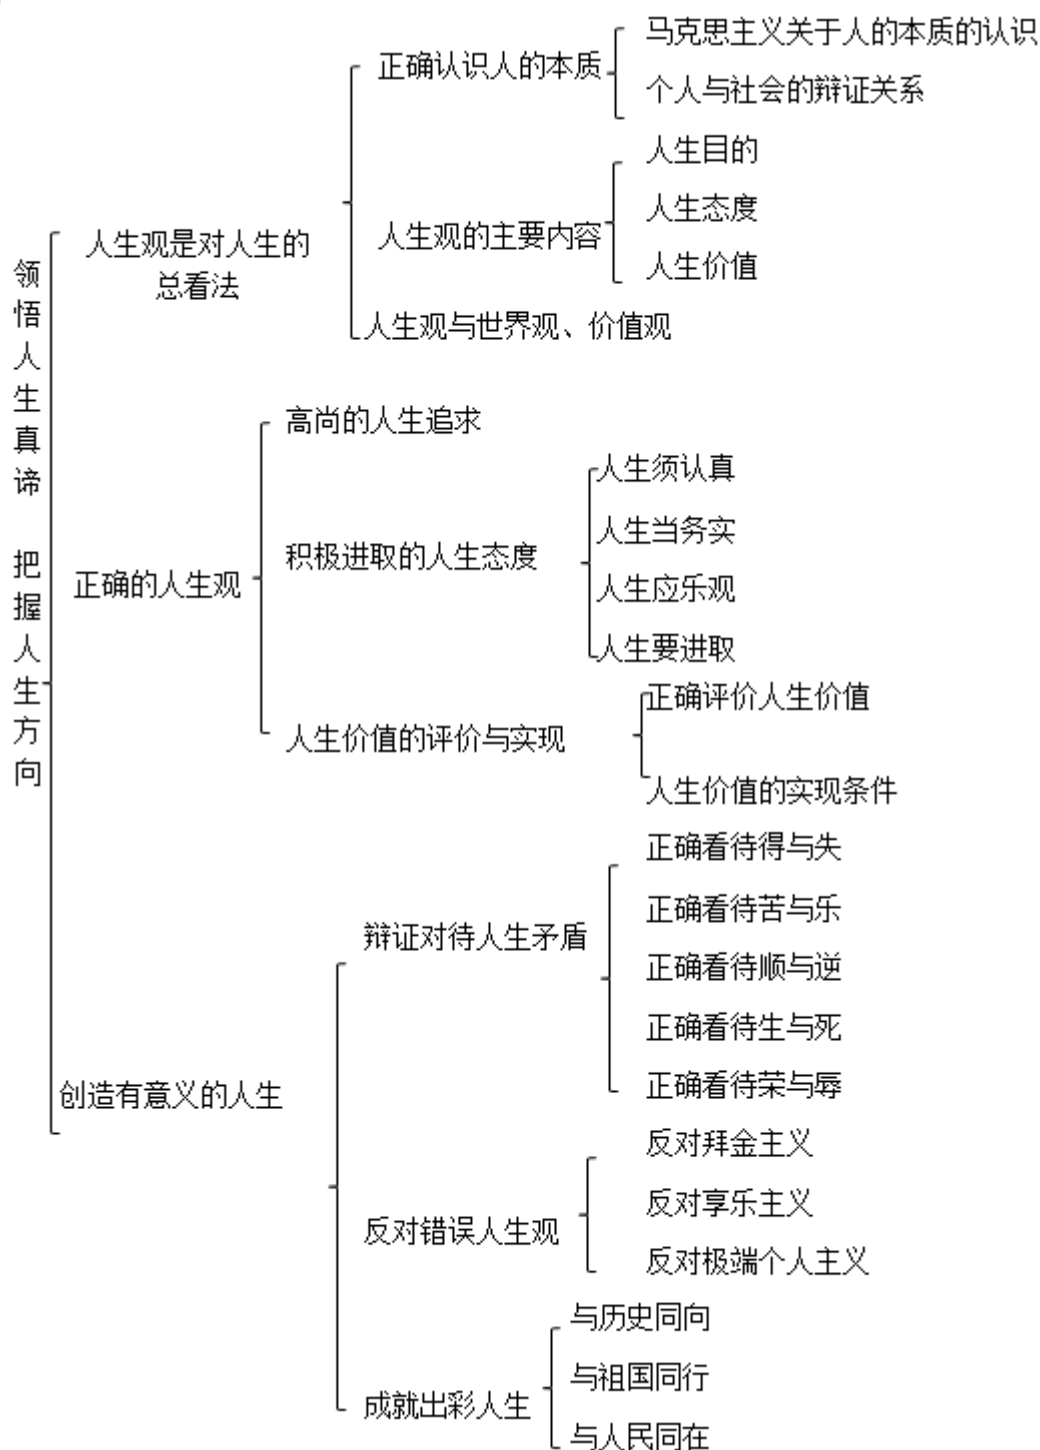 领悟人生真谛 把握人生方向
人生观是对人生的
总看法
正确认识人的本质
马克思主义关于人的本质的认识
个人与社会的辩证关系
人生观的主要内容
人生目的
人生态度
人生价值
人生观与世界观、价值观
正确的人生观
高尚的人生追求
积极进取的人生态度
人生须认真
人生当务实
人生应乐观
人生要进取
人生价值的评价与实现
正确评价人生价值
人生价值的实现条件
创造有意义的人生
辩证对待人生矛盾
正确看待得与失
正确看待苦与乐
正确看待顺与逆
正确看待生与死
正确看待荣与辱
反对错误人生观
反对拜金主义
反对享乐主义
反对极端个人主义
成就出彩人生
与历史同向
与祖国同行
与人民同在